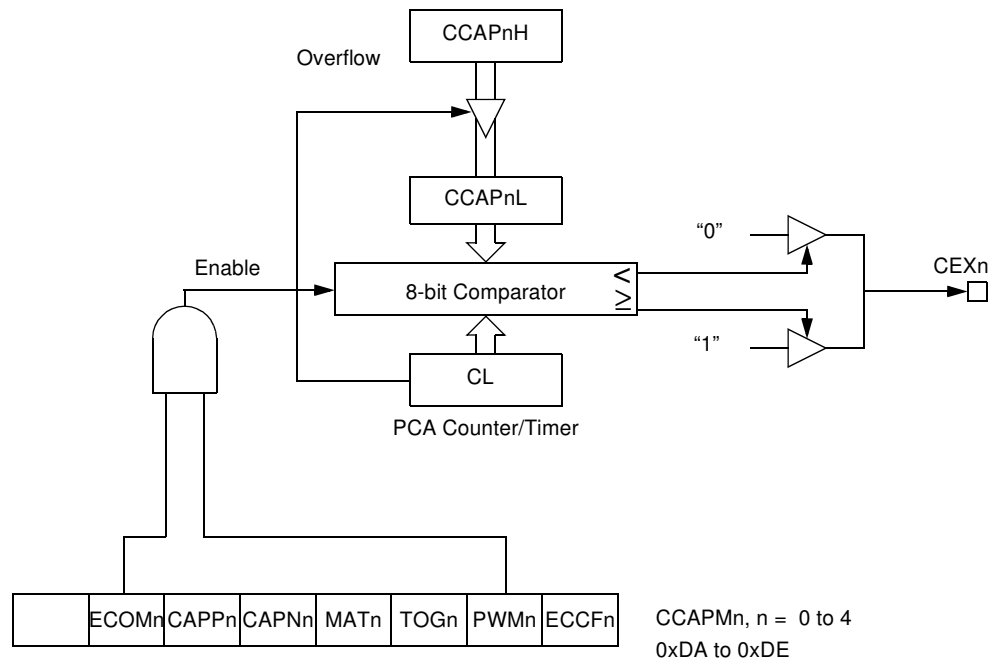 CCAPnH
Overflow
CCAPnL
“0”
Enable
<
CEXn
8-bit Comparator
≥
“1”
CL
PCA Counter/Timer
ECOMn CAPPn CAPNn MATn TOGn PWMn ECCFn
CCAPMn, n = 0 to 4
0xDA to 0xDE